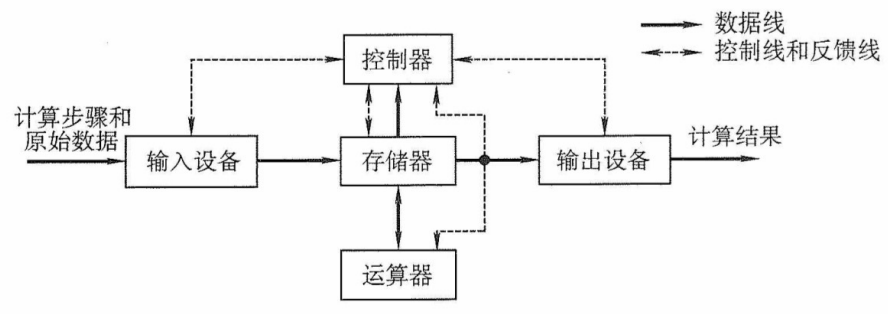 数据线
控制线和反馈线
控制器
计算步骤和
原始数据
输入设备
存储器
输出设备
计算结果
运算器